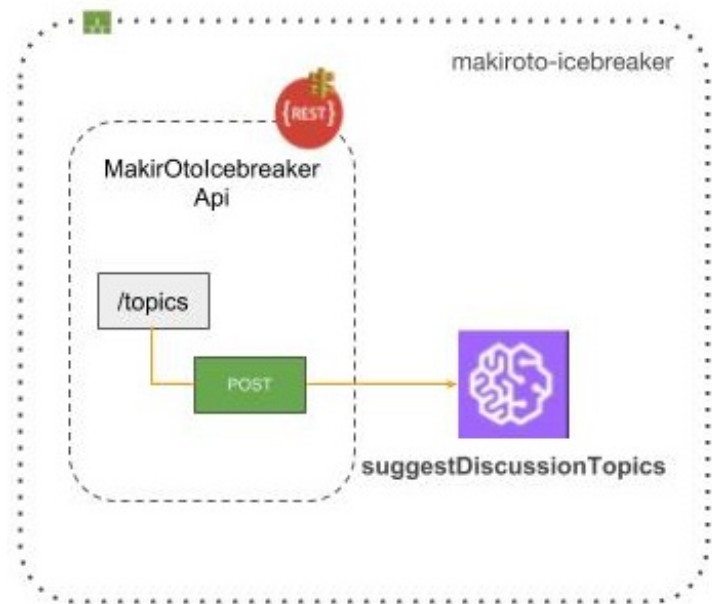 makiroto-icebreaker
{REST}
MakirOtoIcebreaker
Api
/topics
POST
suggestDiscussionTopics